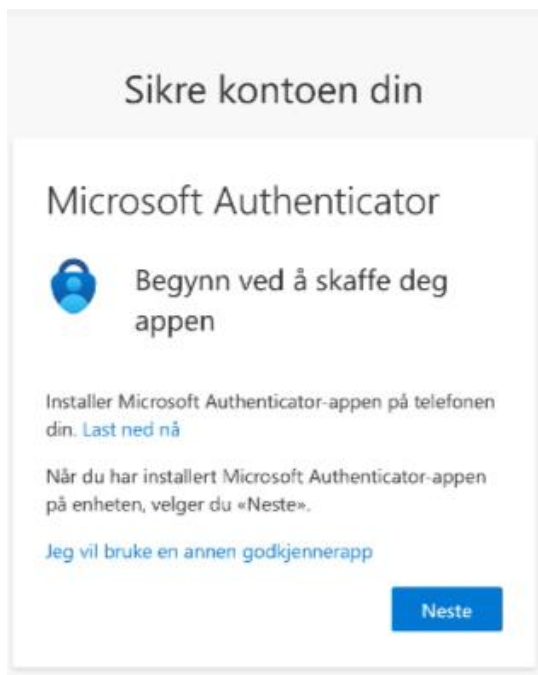 Sikre kontoen din
Microsoft Authenticator
Begynn ved å skaffe deg
appen
Installer Microsoft Authenticator-appen på telefonen
din. Last ned nå
Når du har installert Microsoft Authenticator-appen
på enheten, velger du «Neste».
Jeg vil bruke en annen godkjennerapp
Neste